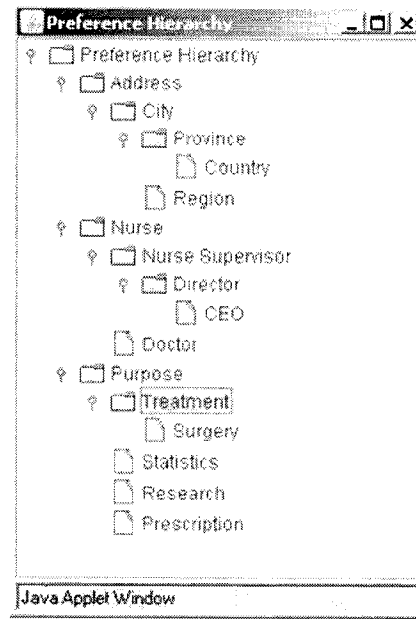 Preference Hierarchy
Preference Hierarchy
Address
City
Province
Country
Region
Nurse
Nurse Supervisor
Director
CEO
Doctor
Purpose
Treatment
Surgery
Statistics
Research
Prescription
Java Applet Window